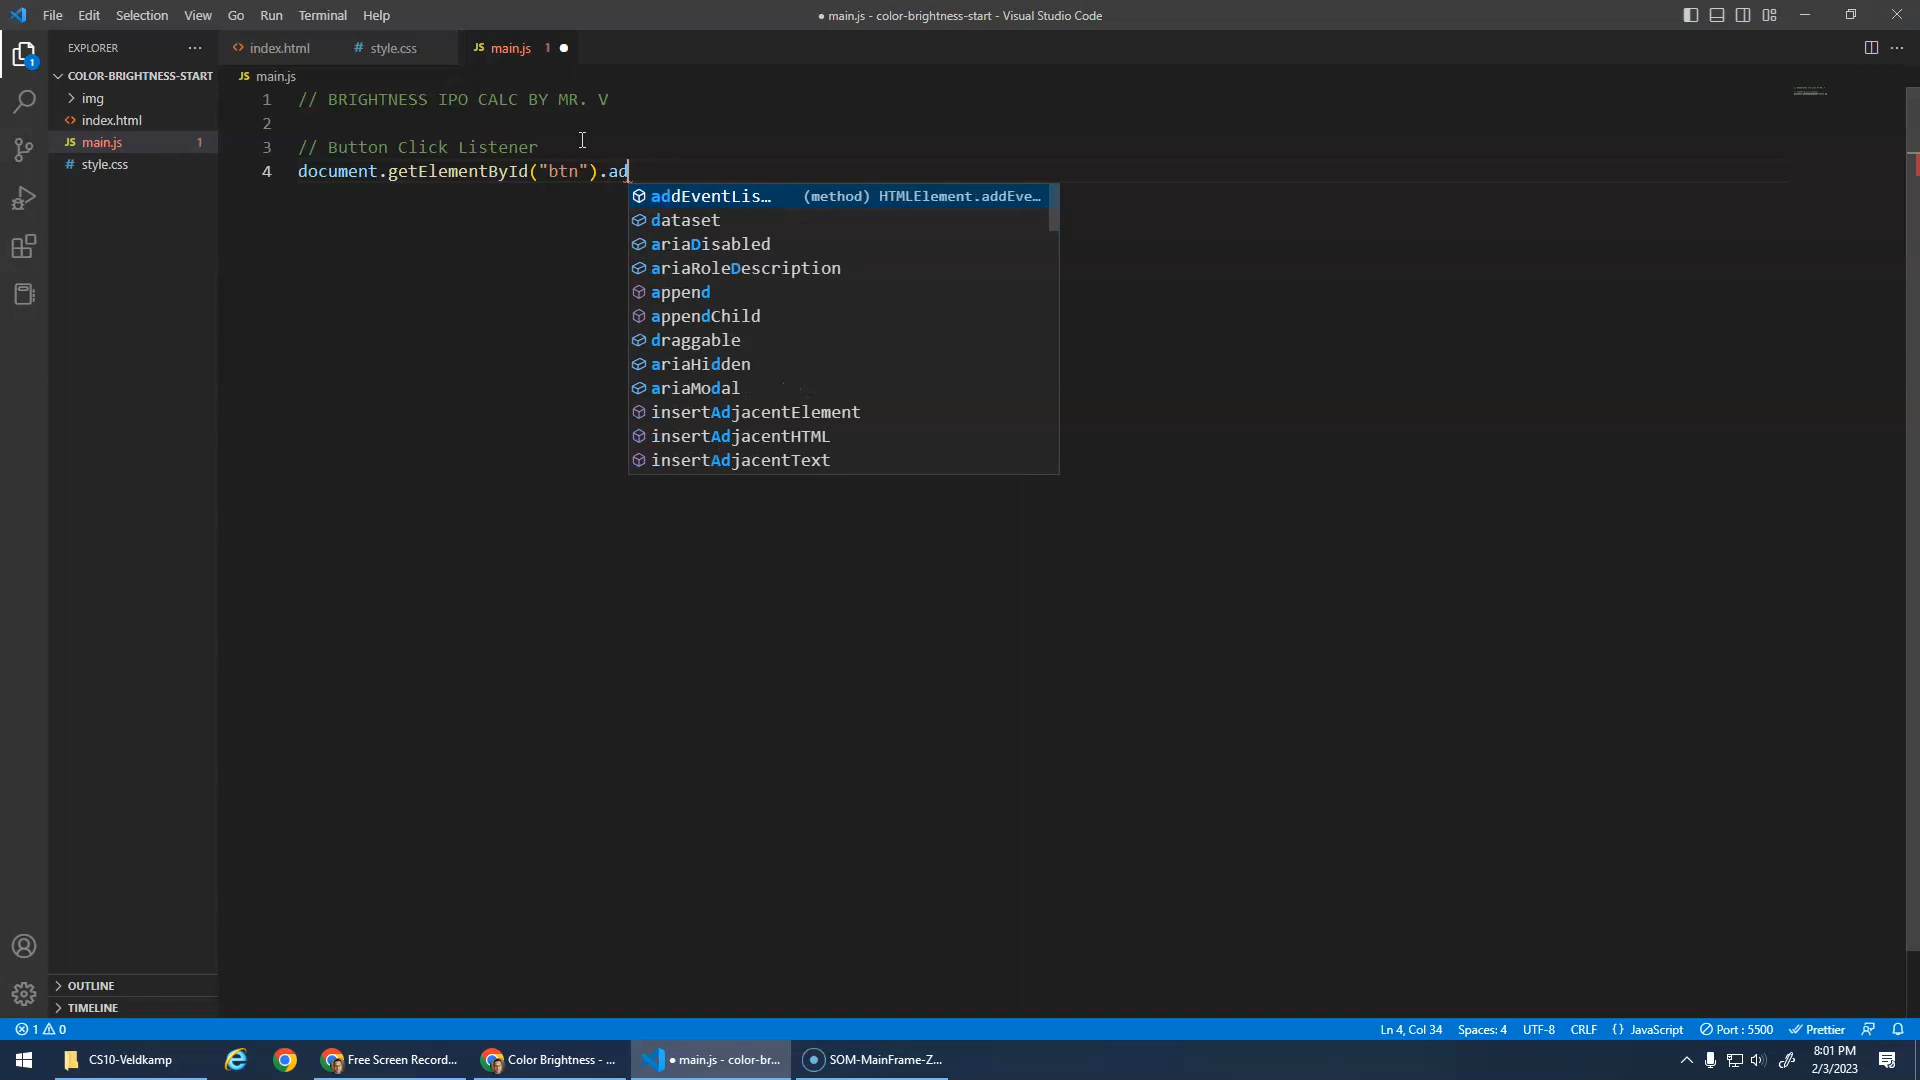 File Edit Selection View Go Run Terminal Help
● main.js - color-brightness-start - Visual Studio Code
EXPLORER ...
index.html
# style.css
JS main.js 1 ●
COLOR-BRIGHTNESS-START
JS main.js
img
index.html
main.js 1
# style.css
1 // BRIGHTNESS IPO CALC BY MR. V
2
3 // Button Click Listener
4 document.getElementById("btn").ad
addEventLis... (method) HTMLElement.addEve...
dataset
ariaDisabled
ariaRoleDescription
append
appendChild
draggable
ariaHidden
ariaModal
insertAdjacentElement
insertAdjacentHTML
insertAdjacentText
1
OUTLINE
TIMELINE
1 0
Ln 4, Col 34 Spaces: 4 UTF-8 CRLF {} JavaScript Port : 5500 Prettier
CS10-Veldkamp
Free Screen Record...
Color Brightness - ...
● main.js - color-br...
SOM-MainFrame-Z...
8:01 PM
2/3/2023